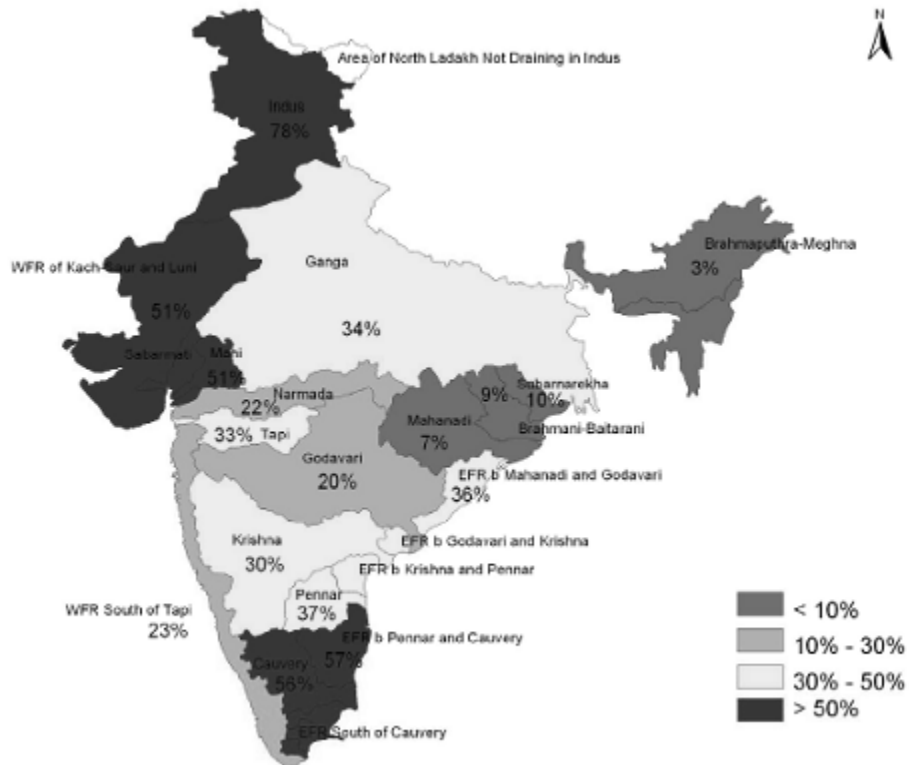 N
Area of North Ladakh Not Draining in Indus
Indus
78%
Brahmaputhra-Meghna
3%
WFR of Kach-Saur and Luni
51%
Ganga
34%
Sabarmati
Mahi
51%
Narmada
22%
9%
Subarnarekha
10%
Mahanadi
7%
Brahmani-Baitarani
33% Tapi
Godavari
20%
EFR b Mahanadi and Godavari
36%
Krishna
30%
EFR b Godavari and Krishna
EFR b Krishna and Pennar
Pennar
37%
WFR South of Tapi
23%
EFR b Pennar and Cauvery
57%
Cauvery
56%
EFR South of Cauvery
< 10%
10% - 30%
30% - 50%
> 50%